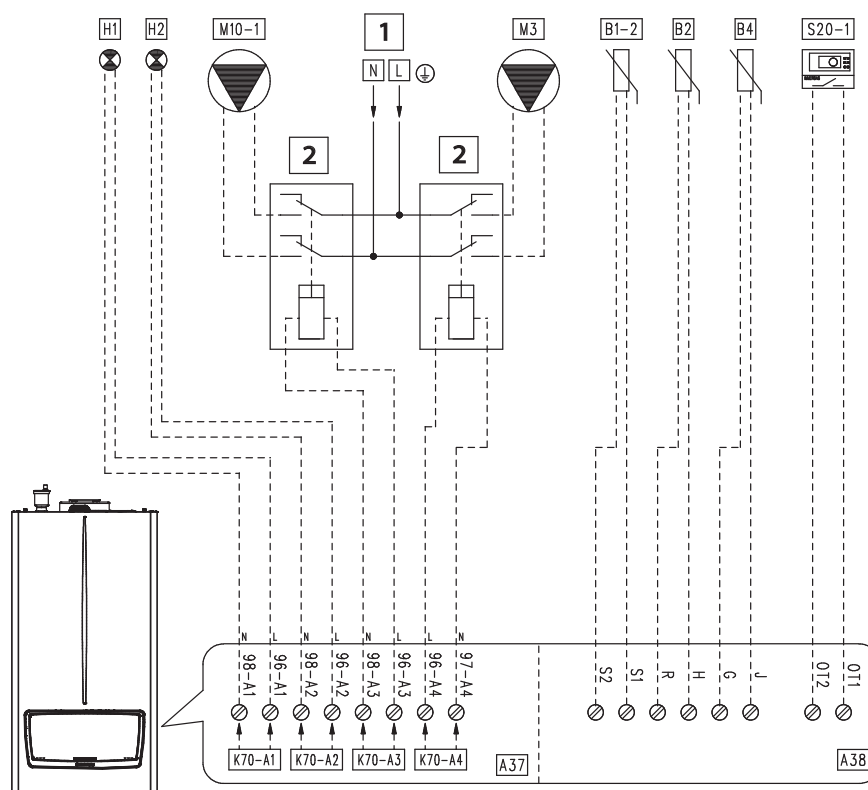 H1 H2 M10-1 1 M3 B1-2 B2 B4 S20-1
N L
2 2
N L N L N L L N
98-A1 96-A1 98-A2 96-A2 98-A3 96-A3 96-A4 97-A4 S2 S1 R H G J OT2 OT1
K70-A1 K70-A2 K70-A3 K70-A4 A37 A38